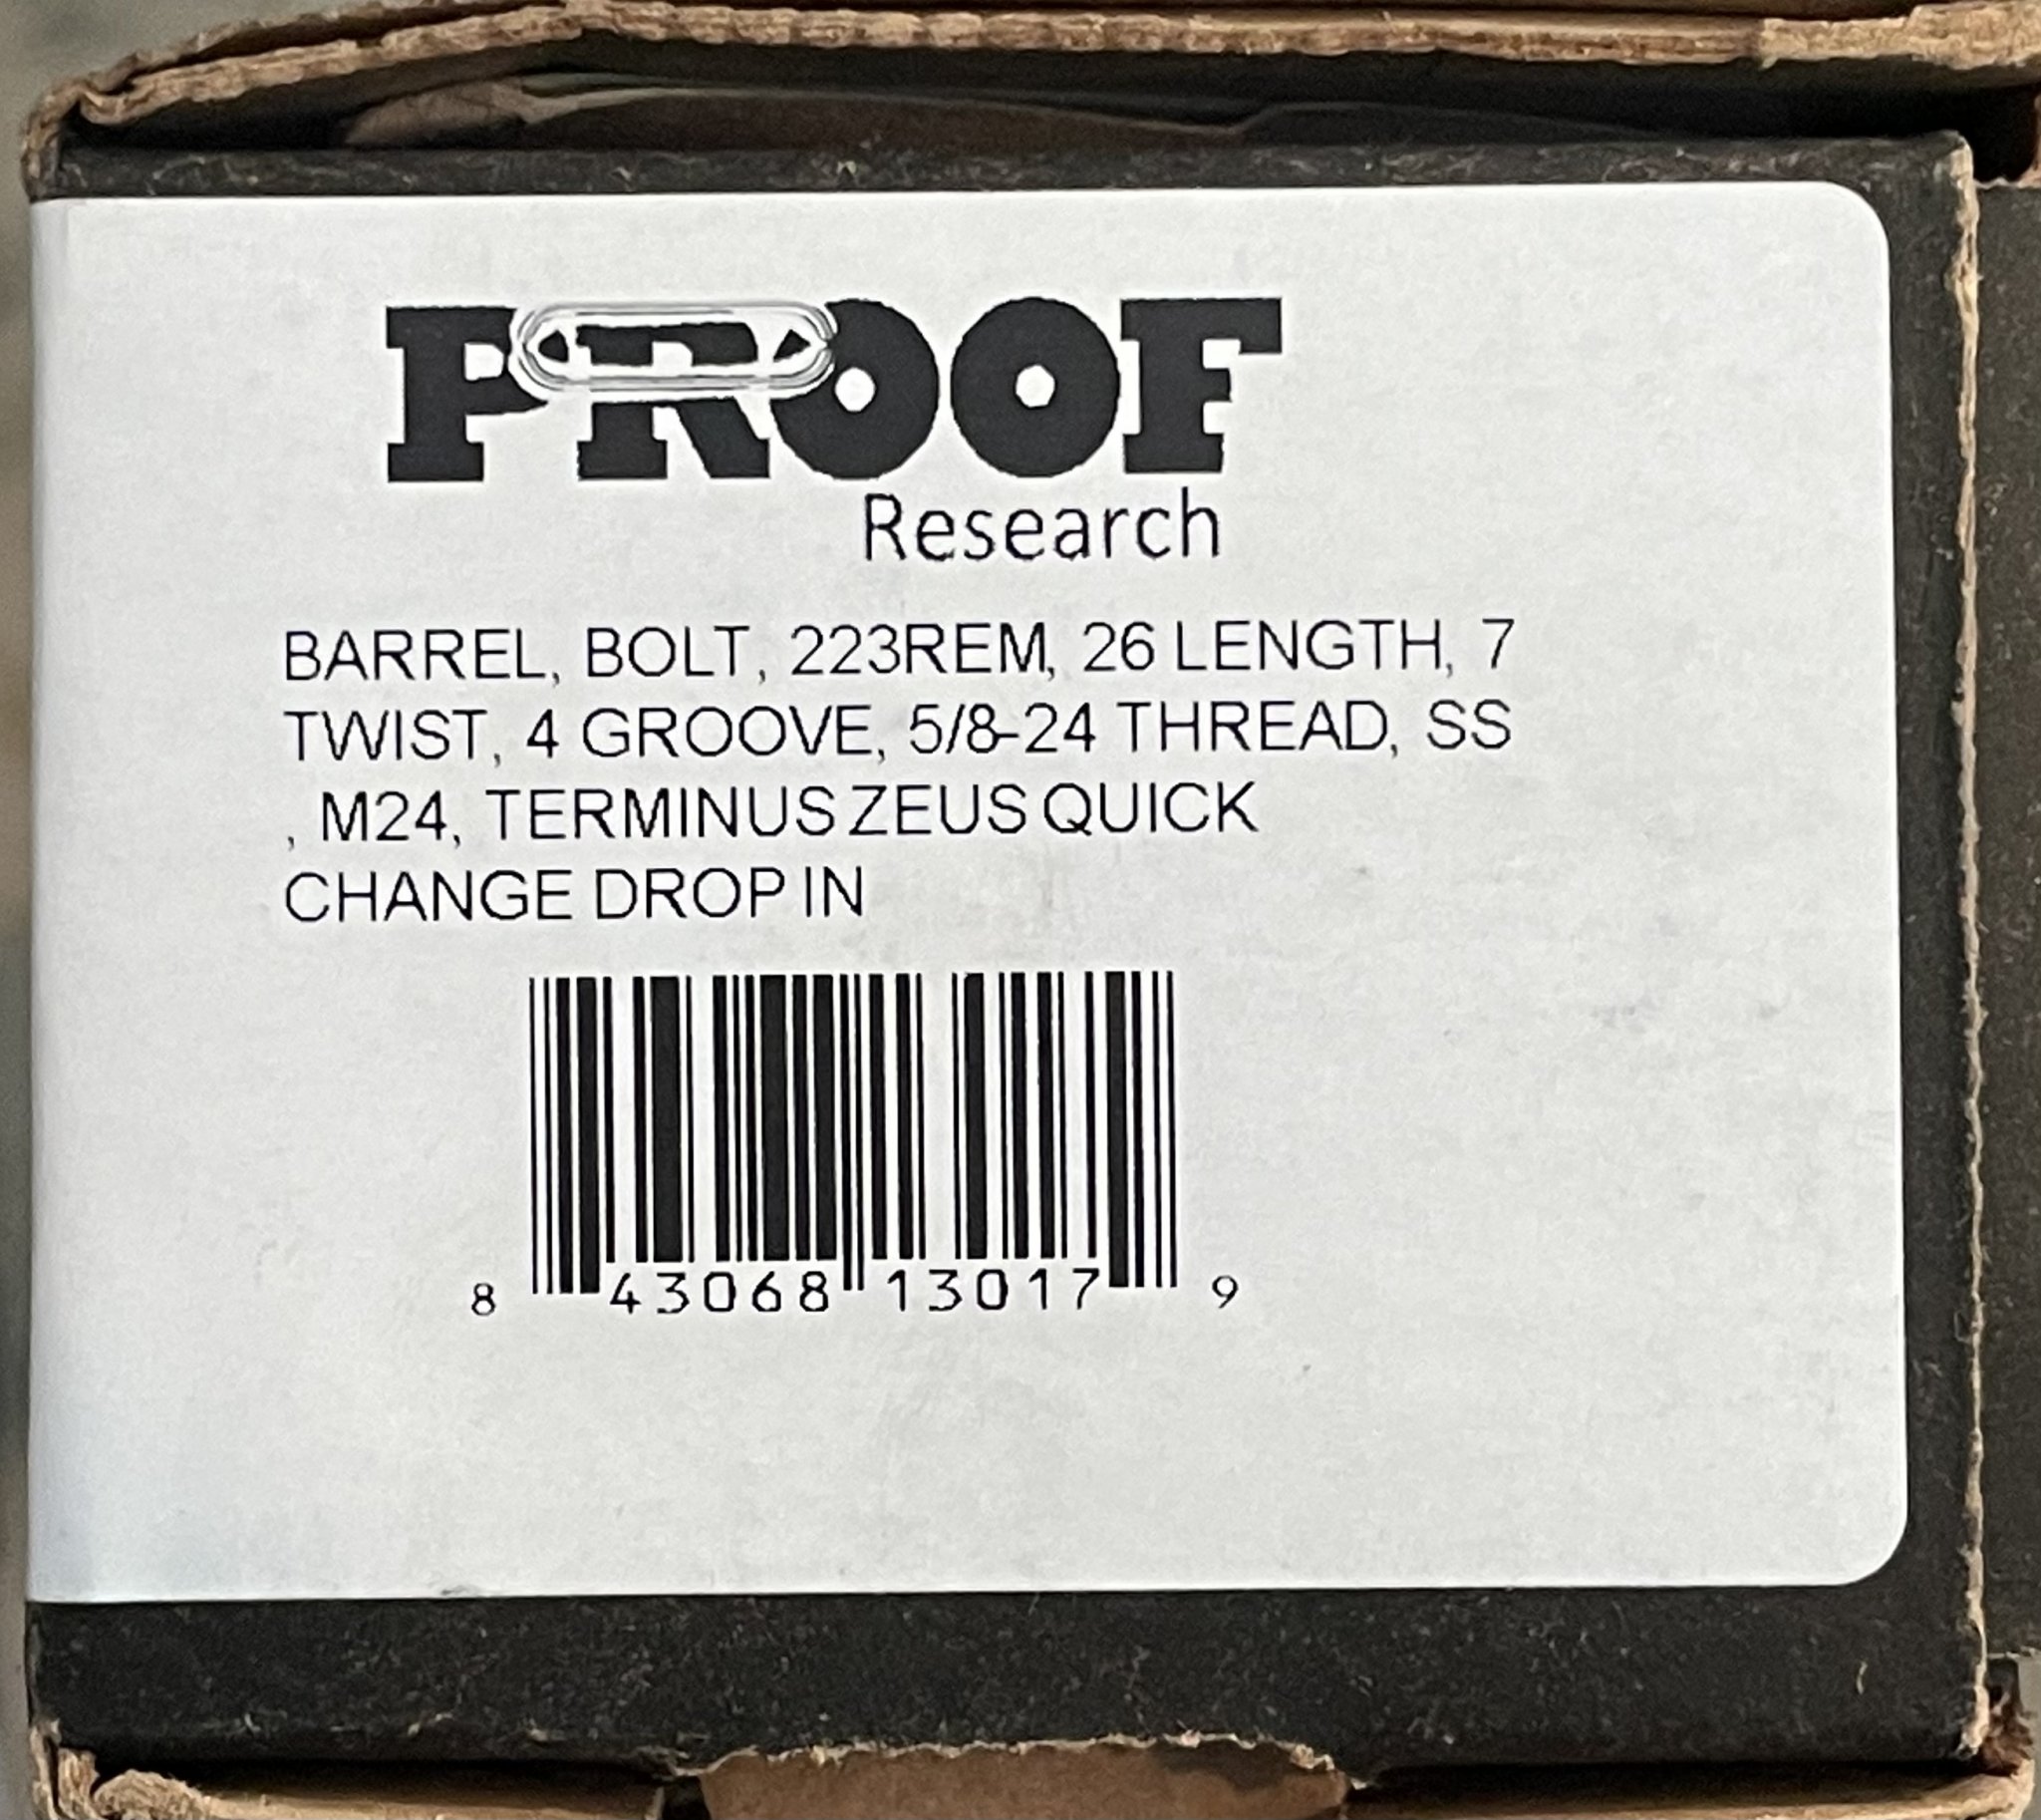 PROOF
Research
BARREL, BOLT, 223REM, 26 LENGTH, 7
TWIST, 4 GROOVE, 5/8-24 THREAD, SS
, M24, TERMINUS ZEUS QUICK
CHANGE DROP IN
8 43068 13017 9